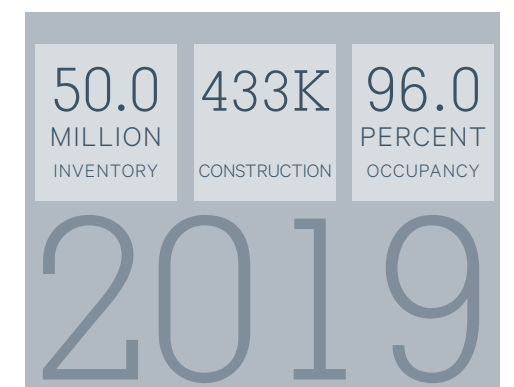 50.0 433K 96.0
MILLION PERCENT
INVENTORY CONSTRUCTION OCCUPANCY
2019